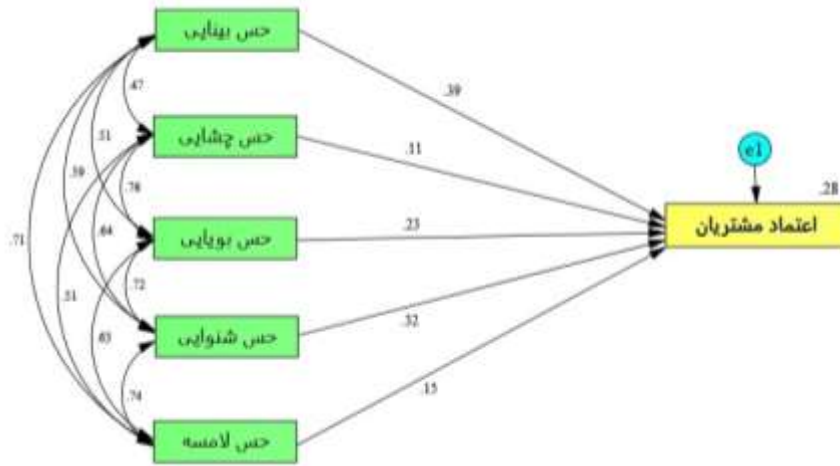 حس بینایی
.39
.47
e1
.51
حس چشایی
.11
.28
.59
.76
اعتماد مشتریان
.64
حس بویایی
.23
.71
.72
.51
.32
.63
حس شنوایی
.15
.74
حس لامسه